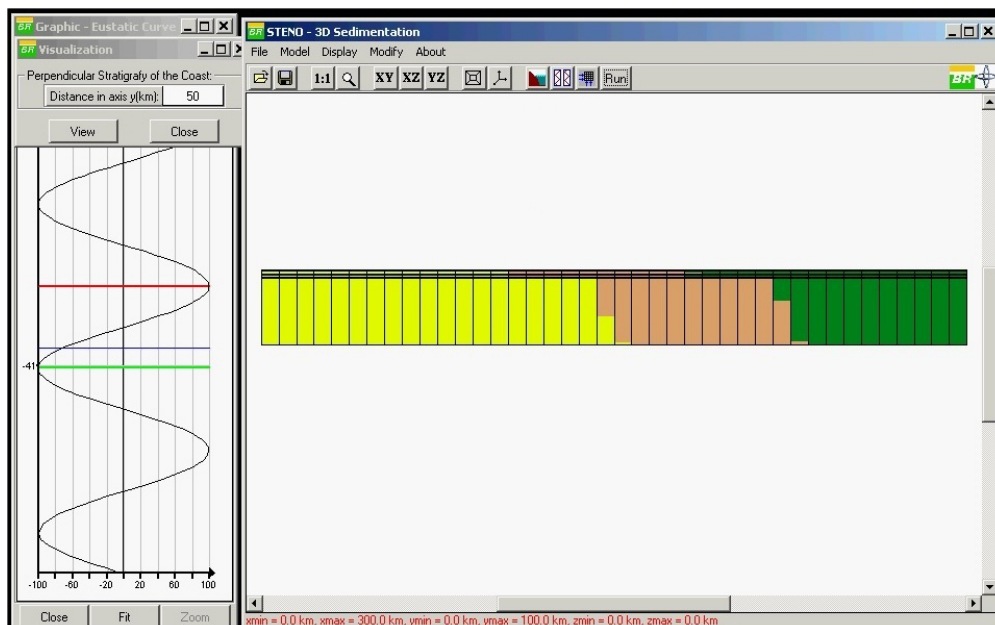 BR Graphic - Eustatic Curve
BR Visualization
Perpendicular Stratigrafy of the Coast:
Distance in axis y(km): 50
View Close
-41
-100 -60 -20 20 60 100
Close Fit Zoom
BR STENO - 3D Sedimentation
File Model Display Modify About
1:1 XY XZ YZ Run BR
xmin = 0.0 km, xmax = 300.0 km, ymin = 0.0 km, ymax = 100.0 km, zmin = 0.0 km, zmax = 0.0 km